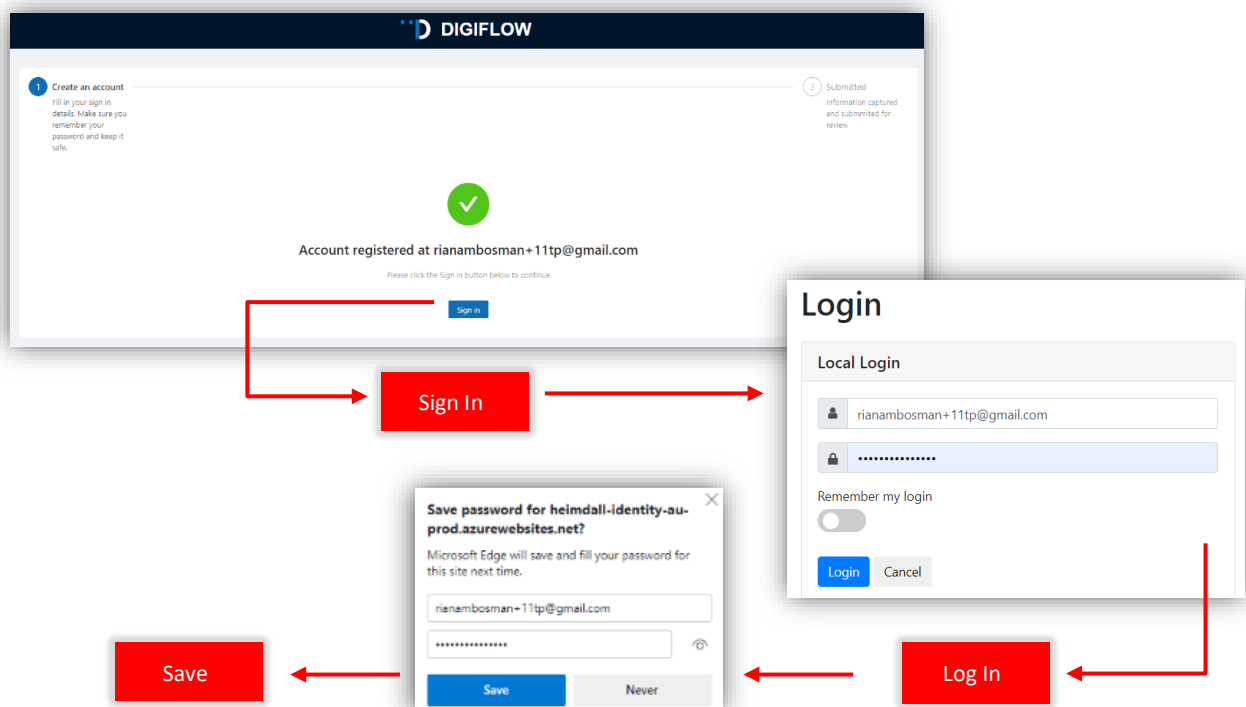 DIGIFLOW
1 Create an account
Fill in your sign in
details. Make sure you
remember your
password and keep it
safe.
2 Submitted
Information captured
and submmited for
review
Account registered at rianambosman+11tp@gmail.com
Please click the Sign in button below to continue
Sign in
Sign In
Login
Local Login
rianambosman+11tp@gmail.com
Remember my login
Login Cancel
Log In
Save password for heimdall-identity-au-
prod.azurewebsites.net?
Microsoft Edge will save and fill your password for
this site next time.
rianambosman+11tp@gmail.com
Save Never
Save